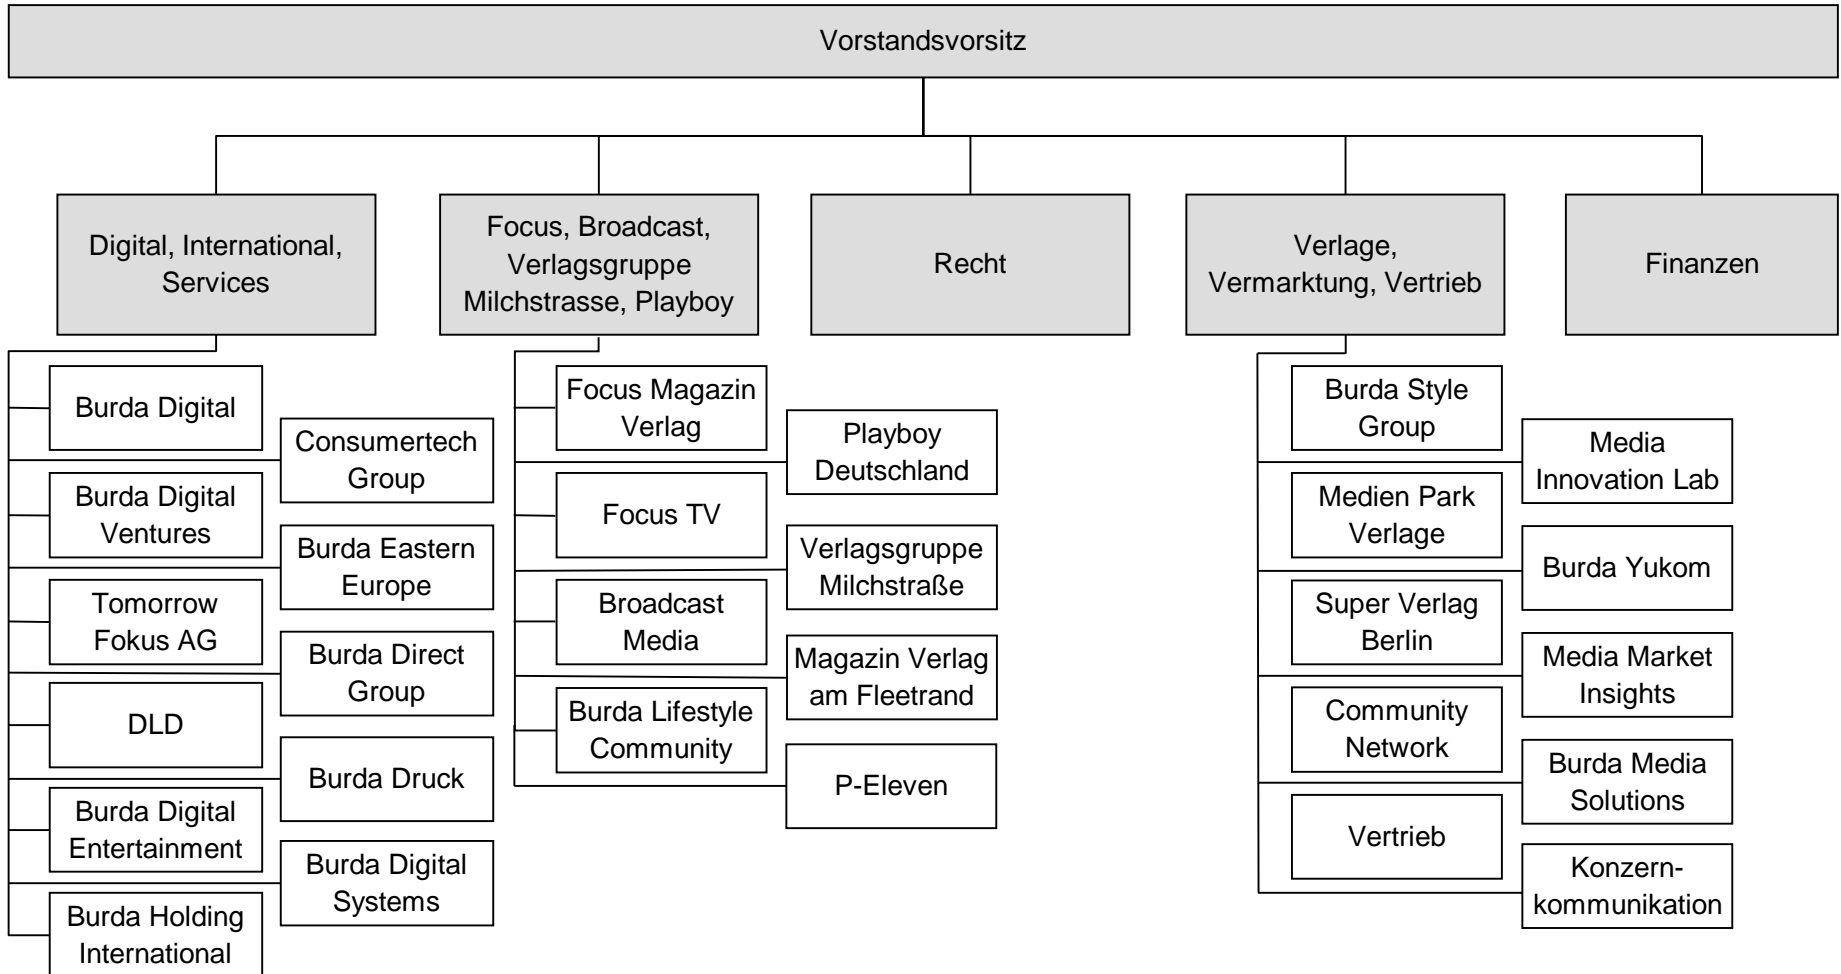 Vorstandsvorsitz
Digital, International,
Services
Focus, Broadcast,
Verlagsgruppe
Milchstrasse, Playboy
Recht
Verlage,
Vermarktung, Vertrieb
Finanzen
Burda Digital
Consumertech
Group
Burda Digital
Ventures
Burda Eastern
Europe
Tomorrow
Fokus AG
Burda Direct
Group
DLD
Burda Druck
Burda Digital
Entertainment
Burda Digital
Systems
Burda Holding
International
Focus Magazin
Verlag
Playboy
Deutschland
Focus TV
Verlagsgruppe
Milchstraße
Broadcast
Media
Magazin Verlag
am Fleetrand
Burda Lifestyle
Community
P-Eleven
Burda Style
Group
Media
Innovation Lab
Medien Park
Verlage
Burda Yukom
Super Verlag
Berlin
Media Market
Insights
Community
Network
Burda Media
Solutions
Vertrieb
Konzern-
kommunikation